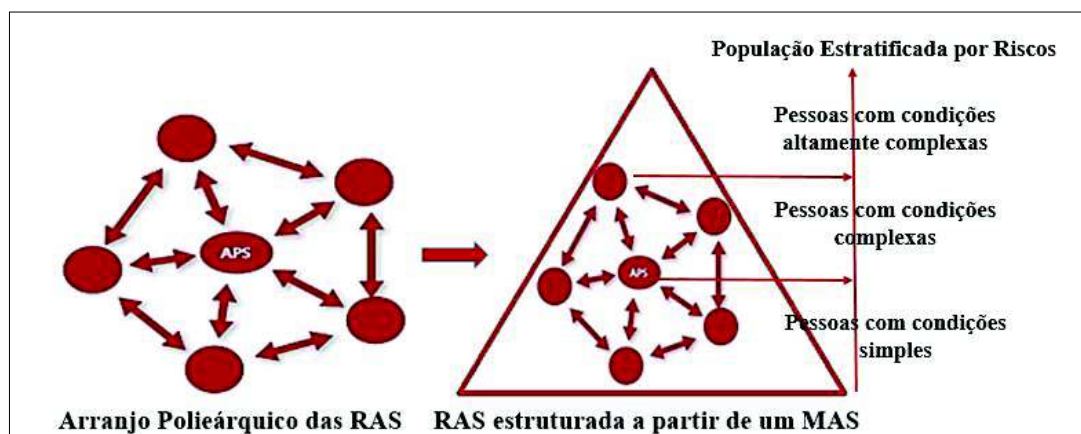 População Estratificada por Riscos
Pessoas com condições
altamente complexas
Pessoas com condições
complexas
Pessoas com condições
simples
APS
APS
Arranjo Polieárquico das RAS
RAS estruturada a partir de um MAS